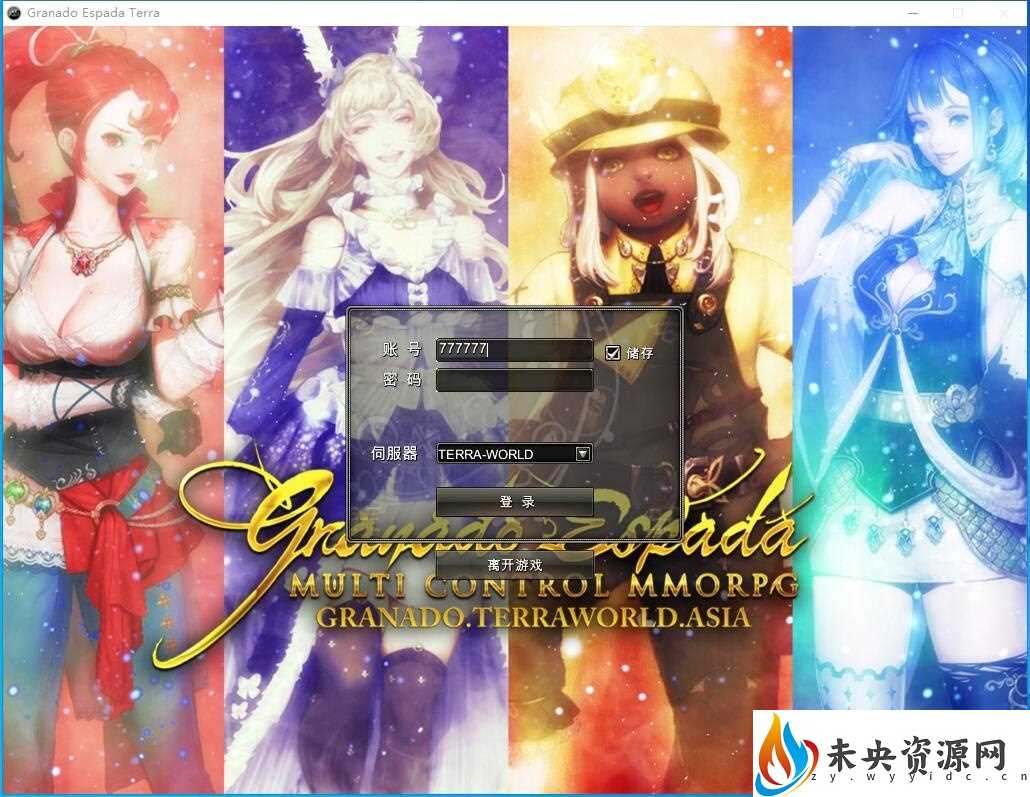 Granado Espada Terra
账 号 777777 储存
密 码
伺服器 TERRA-WORLD
登 录
Granado Espada
离开游戏
MULTI CONTROL MMORPG
GRANADO.TERRAWORLD.ASIA
未央资源网
zy.wyyidc.cn